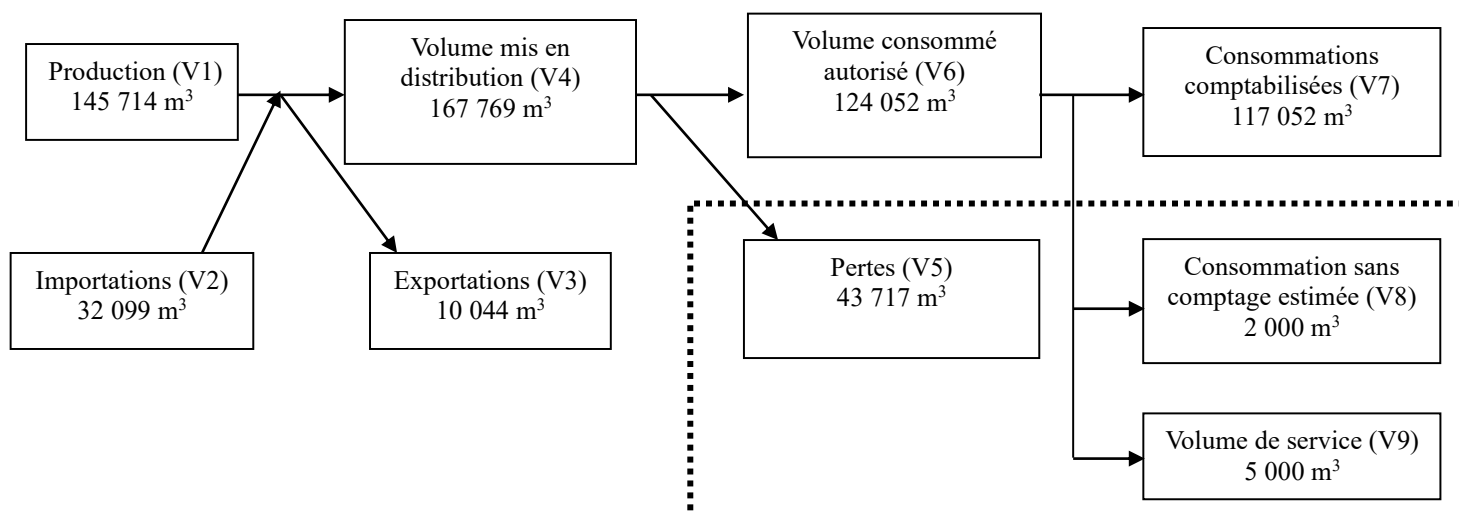 Production (V1)
145 714 m³
Volume mis en
distribution (V4)
167 769 m³
Volume consommé
autorisé (V6)
124 052 m³
Consommations
comptabilisées (V7)
117 052 m³
Importations (V2)
32 099 m³
Exportations (V3)
10 044 m³
Pertes (V5)
43 717 m³
Consommation sans
comptage estimée (V8)
2 000 m³
Volume de service (V9)
5 000 m³